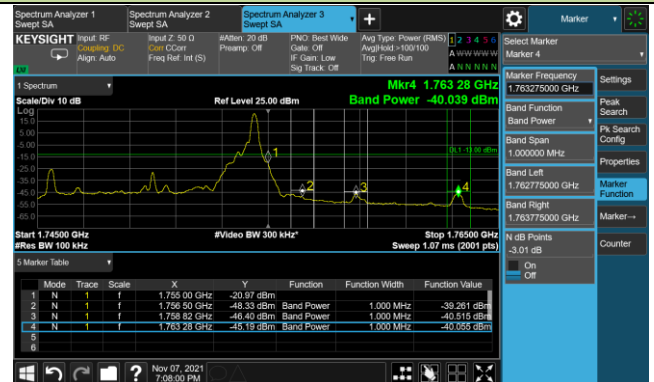 Spectrum Analyzer 1
Swept SA
Spectrum Analyzer 2
Swept SA
Spectrum Analyzer 3
Swept SA
+
Marker
KEYSIGHT
Input: RF
Coupling: DC
Align: Auto
Input Z: 50 Ω
Corr CCorr
Freq Ref: Int (S)
#Atten: 20 dB
Preamp: Off
PNO: Best Wide
Gate: Off
IF Gain: Low
Sig Track: Off
Avg Type: Power (RMS)
Avg|Hold:>100/100
Trig: Free Run
1 2 3 4 5 6
A W W W W W
A N N N N N
LXI
Select Marker
Marker 4
1 Spectrum
Scale/Div 10 dB
Log
Ref Level 25.00 dBm
Mkr4 1.763 28 GHz
Band Power -40.039 dBm
15.0
5.00
-5.00
-15.0
-25.0
-35.0
-45.0
-55.0
-65.0
DL1 -13.00 dBm
1
2
3
4
Start 1.74500 GHz
#Res BW 100 kHz
#Video BW 300 kHz*
Stop 1.76500 GHz
Sweep 1.07 ms (2001 pts)
Marker Frequency
1.763275000 GHz
Band Function
Band Power
Band Span
1.000000 MHz
Band Left
1.762775000 GHz
Band Right
1.763775000 GHz
N dB Points
-3.01 dB
On
Off
Settings
Peak
Search
Pk Search
Config
Properties
Marker
Function
Marker→
Counter
5 Marker Table
Mode Trace Scale X Y Function Function Width Function Value
1 N 1 f 1.755 00 GHz -20.97 dBm
2 N 1 f 1.756 50 GHz -48.33 dBm Band Power 1.000 MHz -39.261 dBm
3 N 1 f 1.758 82 GHz -46.40 dBm Band Power 1.000 MHz -40.515 dBm
4 N 1 f 1.763 28 GHz -45.19 dBm Band Power 1.000 MHz -40.055 dBm
5
6
?
Nov 07, 2021
7:08:00 PM